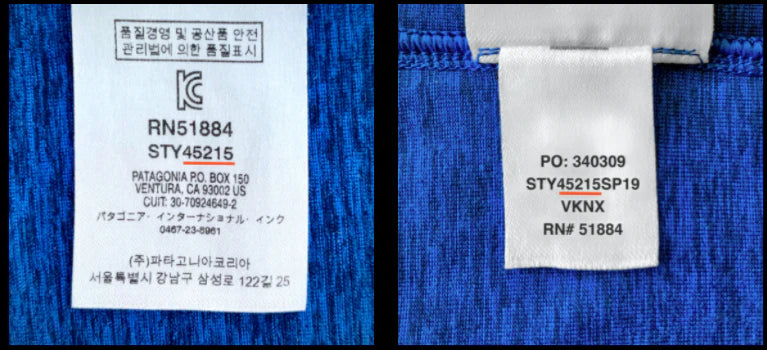 품질경영 및 공산품 안전
관리법에 의한 품질표시
RN51884
STY45215
PATAGONIA P.O. BOX 150
VENTURA, CA 93002 US
CUIT: 30-70924649-2
パタゴニア・インターナショナル・インク
0467-23-8961
(주)파타고니아코리아
서울특별시 강남구 삼성로 122길 25
PO: 340309
STY45215SP19
VKNX
RN# 51884